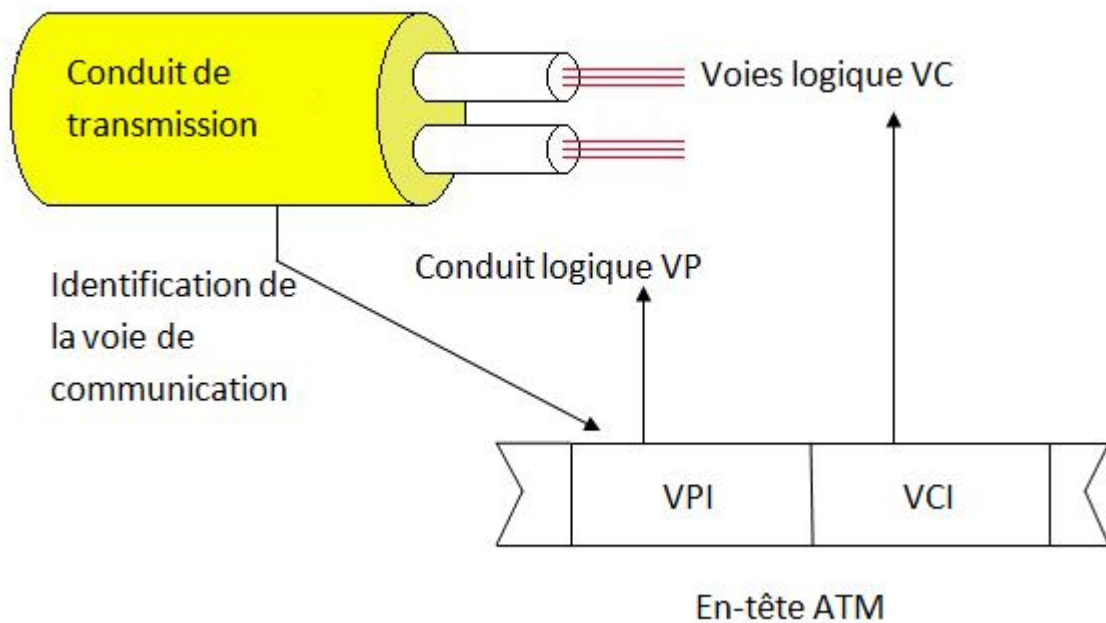 Conduit de
transmission
Voies logique VC
Conduit logique VP
Identification de
la voie de
communication
VPI
VCI
En-tête ATM